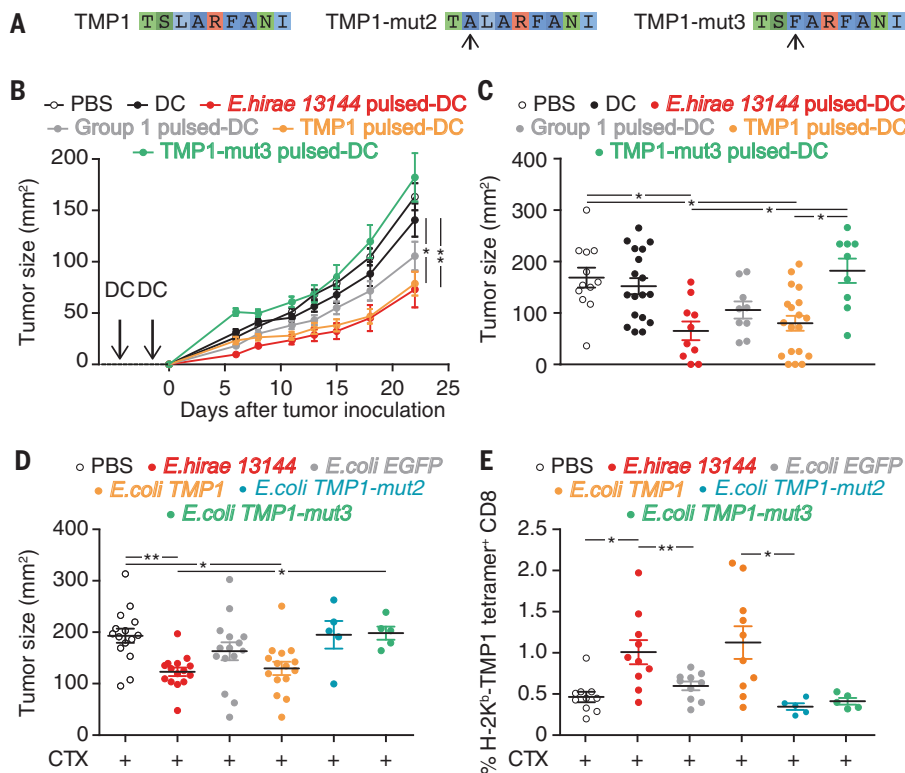 A TMP1 TSLARFANI TMP1-mut2 TALARFANI TMP1-mut3 TSFARFANI
B
PBS DC E.hirae 13144 pulsed-DC
Group 1 pulsed-DC TMP1 pulsed-DC
TMP1-mut3 pulsed-DC
Tumor size (mm²)
200
150
100
50
0
DC DC
* **
0 5 10 15 20 25
Days after tumor inoculation
C
PBS DC E.hirae 13144 pulsed-DC
Group 1 pulsed-DC TMP1 pulsed-DC
TMP1-mut3 pulsed-DC
Tumor size (mm²)
400
300
200
100
0
*
*
*
*
D
PBS E.hirae 13144 E.coli EGFP
E.coli TMP1 E.coli TMP1-mut2
E.coli TMP1-mut3
Tumor size (mm²)
400
300
200
100
0
**
*
*
CTX + + + + + +
E
PBS E.hirae 13144 E.coli EGFP
E.coli TMP1 E.coli TMP1-mut2
E.coli TMP1-mut3
% H-2Kᵇ-TMP1 tetramer⁺ CD8
2.5
2.0
1.5
1.0
0.5
0.0
* ** *
CTX + + + + + +